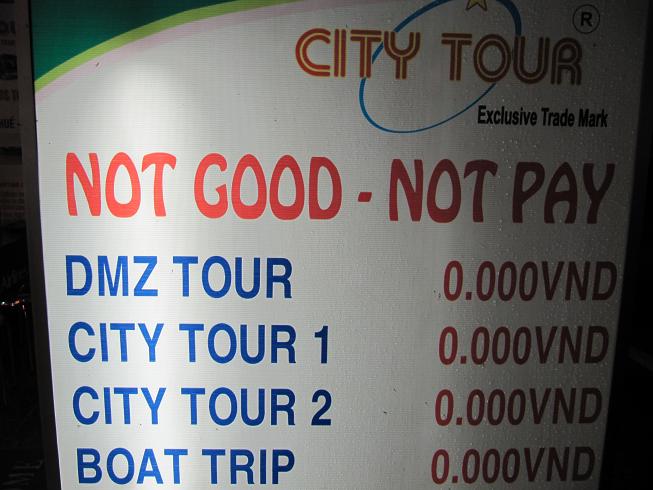 CITY TOUR ®
Exclusive Trade Mark
NOT GOOD - NOT PAY
DMZ TOUR 0.000VND
CITY TOUR 1 0.000VND
CITY TOUR 2 0.000VND
BOAT TRIP 0.000VND